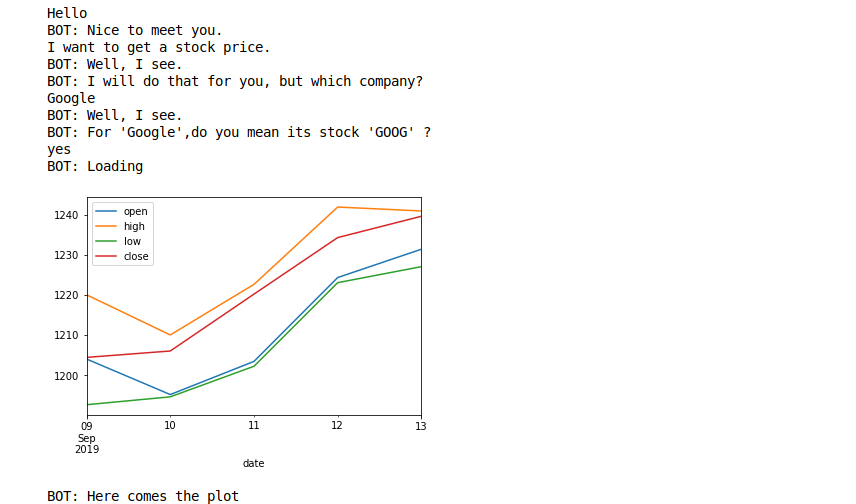 Hello
BOT: Nice to meet you.
I want to get a stock price.
BOT: Well, I see.
BOT: I will do that for you, but which company?
Google
BOT: Well, I see.
BOT: For 'Google',do you mean its stock 'GOOG' ?
yes
BOT: Loading
open
high
low
close
1240
1230
1220
1210
1200
09 10 11 12 13
Sep
2019
date
BOT: Here comes the plot